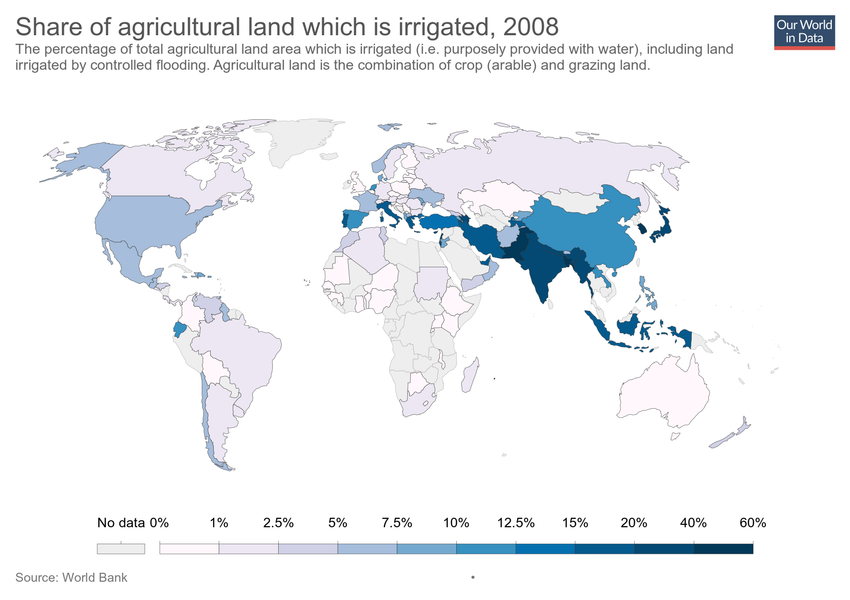 Share of agricultural land which is irrigated, 2008
Our World
in Data
The percentage of total agricultural land area which is irrigated (i.e. purposely provided with water), including land
irrigated by controlled flooding. Agricultural land is the combination of crop (arable) and grazing land.
No data 0% 1% 2.5% 5% 7.5% 10% 12.5% 15% 20% 40% 60%
Source: World Bank
•